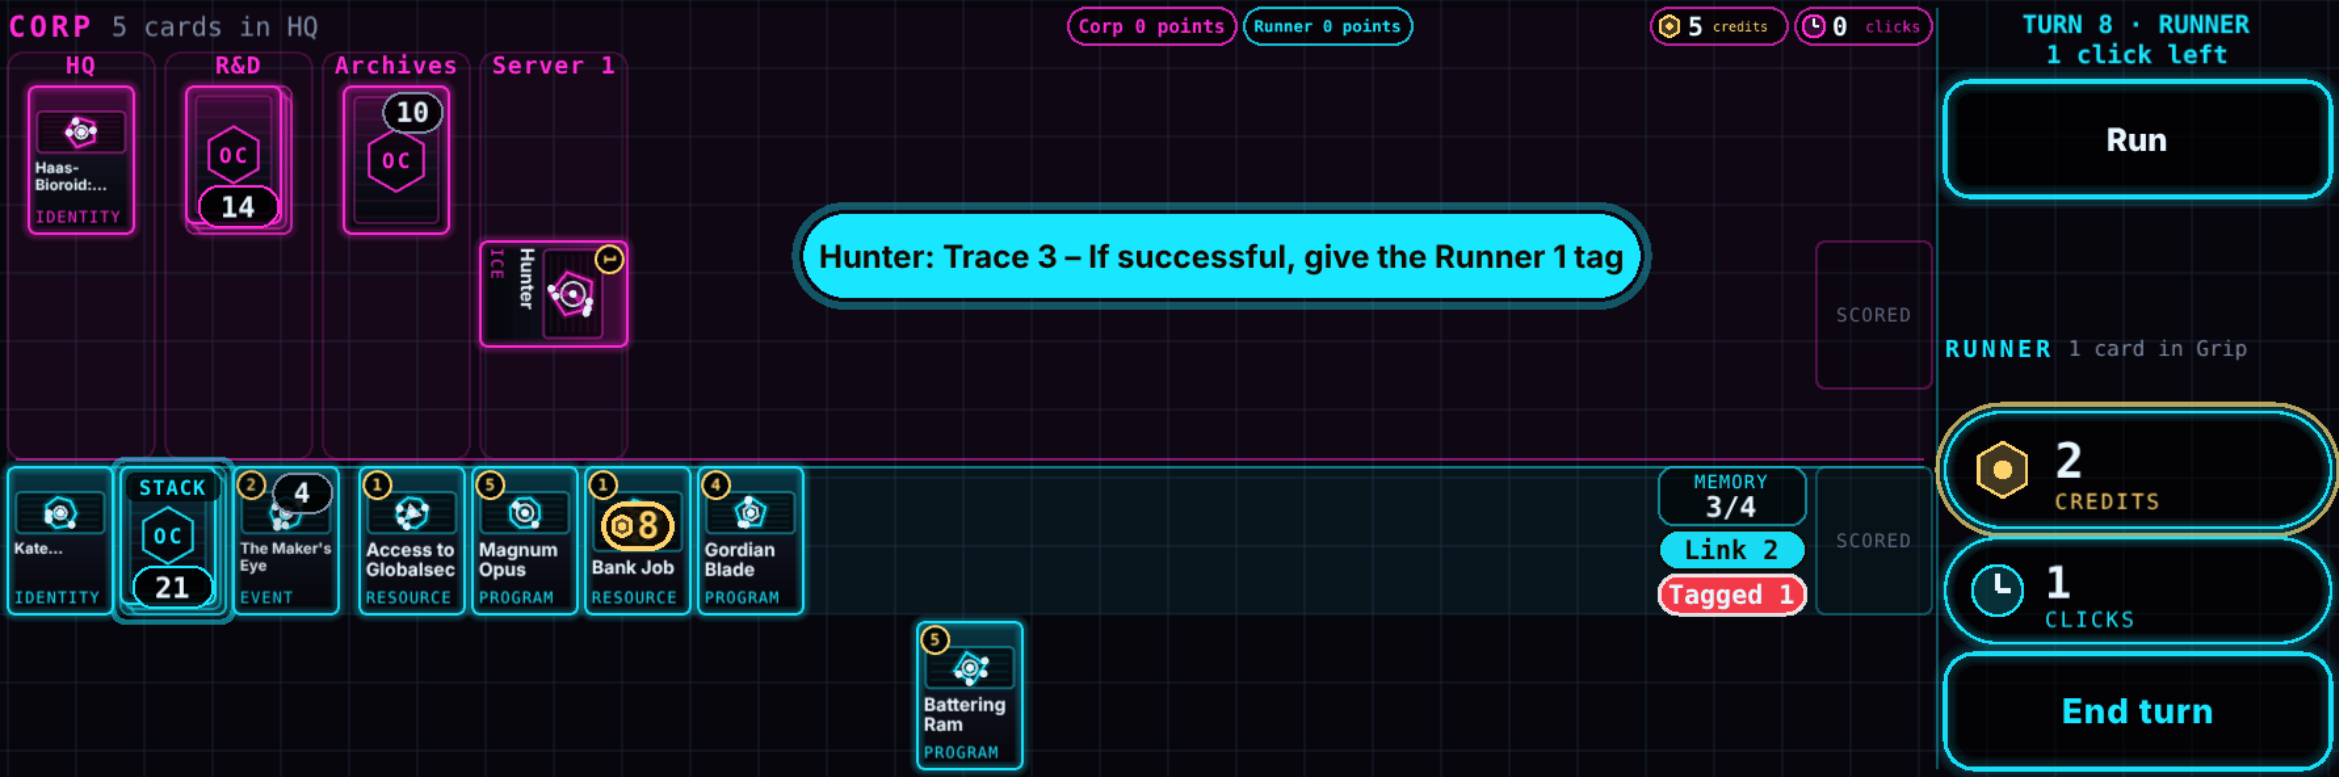 CORP 5 cards in HQ
Corp 0 points
Runner 0 points
5 credits
0 clicks
TURN 8 · RUNNER
1 click left
HQ
R&D
Archives
Server 1
Run
Haas-
Bioroid:...
IDENTITY
OC
14
10
OC
ICE
Hunter
1
Hunter: Trace 3 – If successful, give the Runner 1 tag
SCORED
RUNNER 1 card in Grip
2
CREDITS
1
CLICKS
End turn
Kate...
IDENTITY
STACK
OC
21
2
4
The Maker's
Eye
EVENT
1
Access to
Globalsec
RESOURCE
5
Magnum
Opus
PROGRAM
1
8
Bank Job
RESOURCE
4
Gordian
Blade
PROGRAM
MEMORY
3/4
Link 2
Tagged 1
SCORED
5
Battering
Ram
PROGRAM